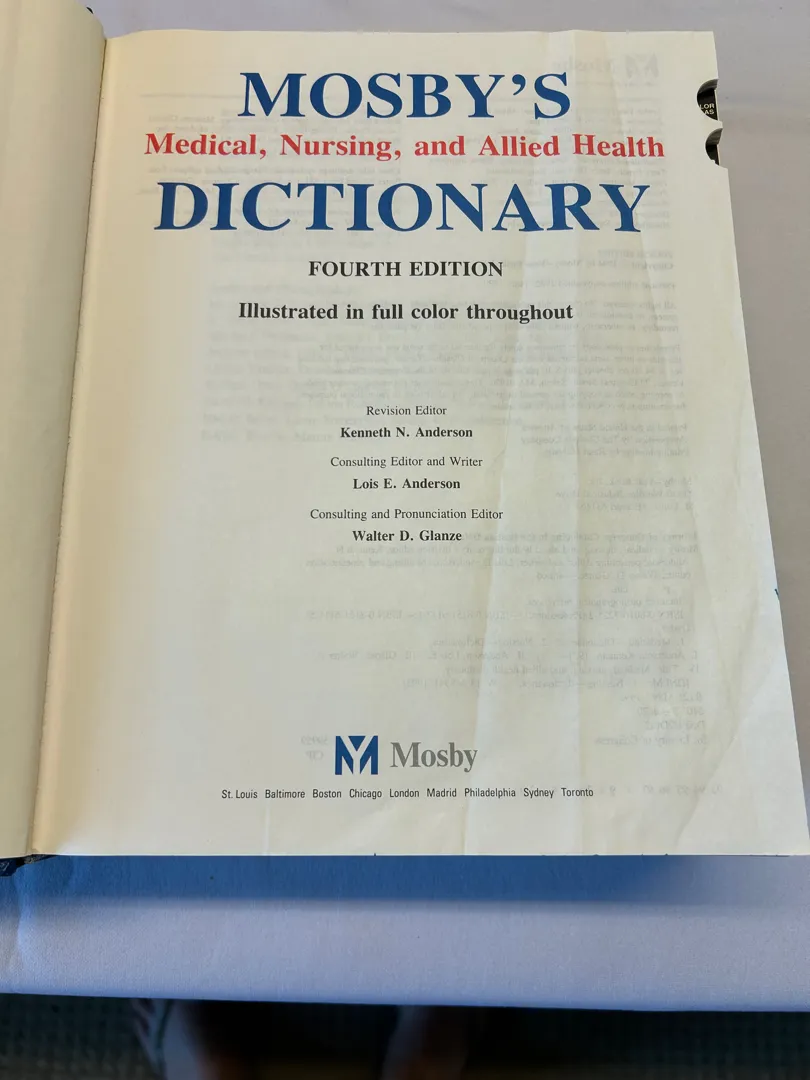 MOSBY'S
Medical, Nursing, and Allied Health
DICTIONARY
FOURTH EDITION
Illustrated in full color throughout
Revision Editor
Kenneth N. Anderson
Consulting Editor and Writer
Lois E. Anderson
Consulting and Pronunciation Editor
Walter D. Glanze
Mosby
St. Louis Baltimore Boston Chicago London Madrid Philadelphia Sydney Toronto